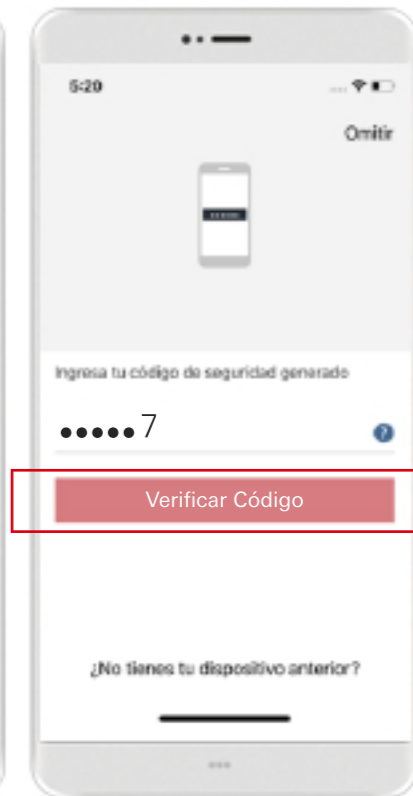 5:20
Omitir
Ingresa tu código de seguridad generado
•••••7
?
Verificar Código
¿No tienes tu dispositivo anterior?